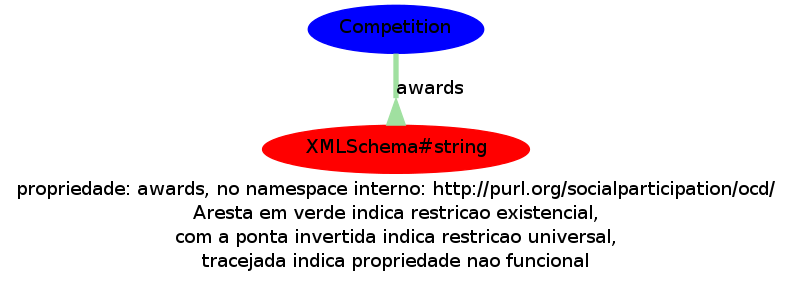 Competition
awards
XMLSchema#string
propriedade: awards, no namespace interno: http://purl.org/socialparticipation/ocd/
Aresta em verde indica restricao existencial,
com a ponta invertida indica restricao universal,
tracejada indica propriedade nao funcional